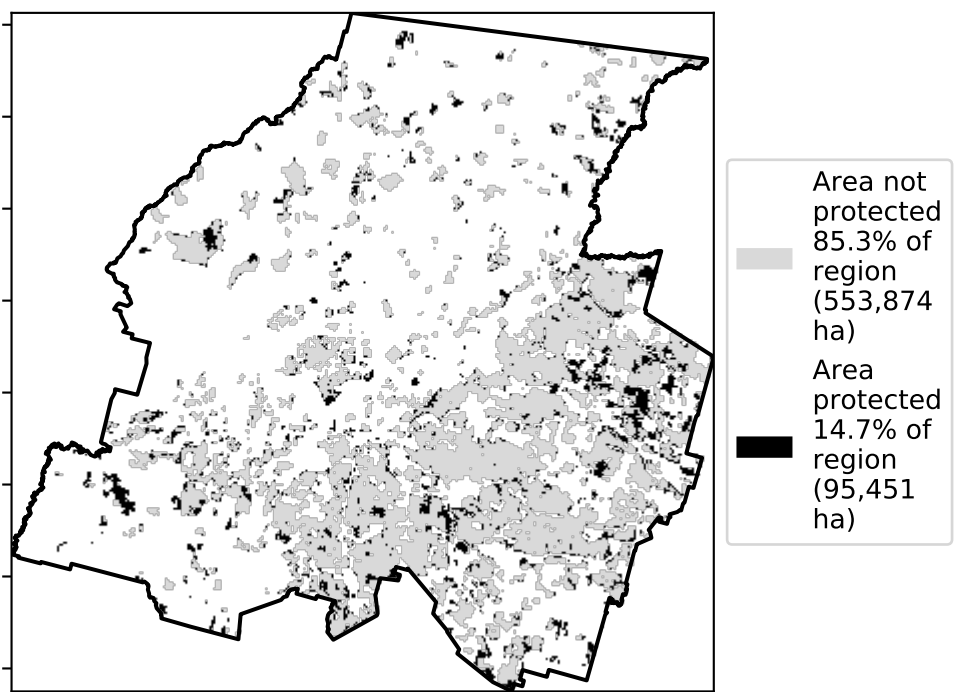 Area not
protected
85.3% of
region
(553,874
ha)
Area
protected
14.7% of
region
(95,451
ha)